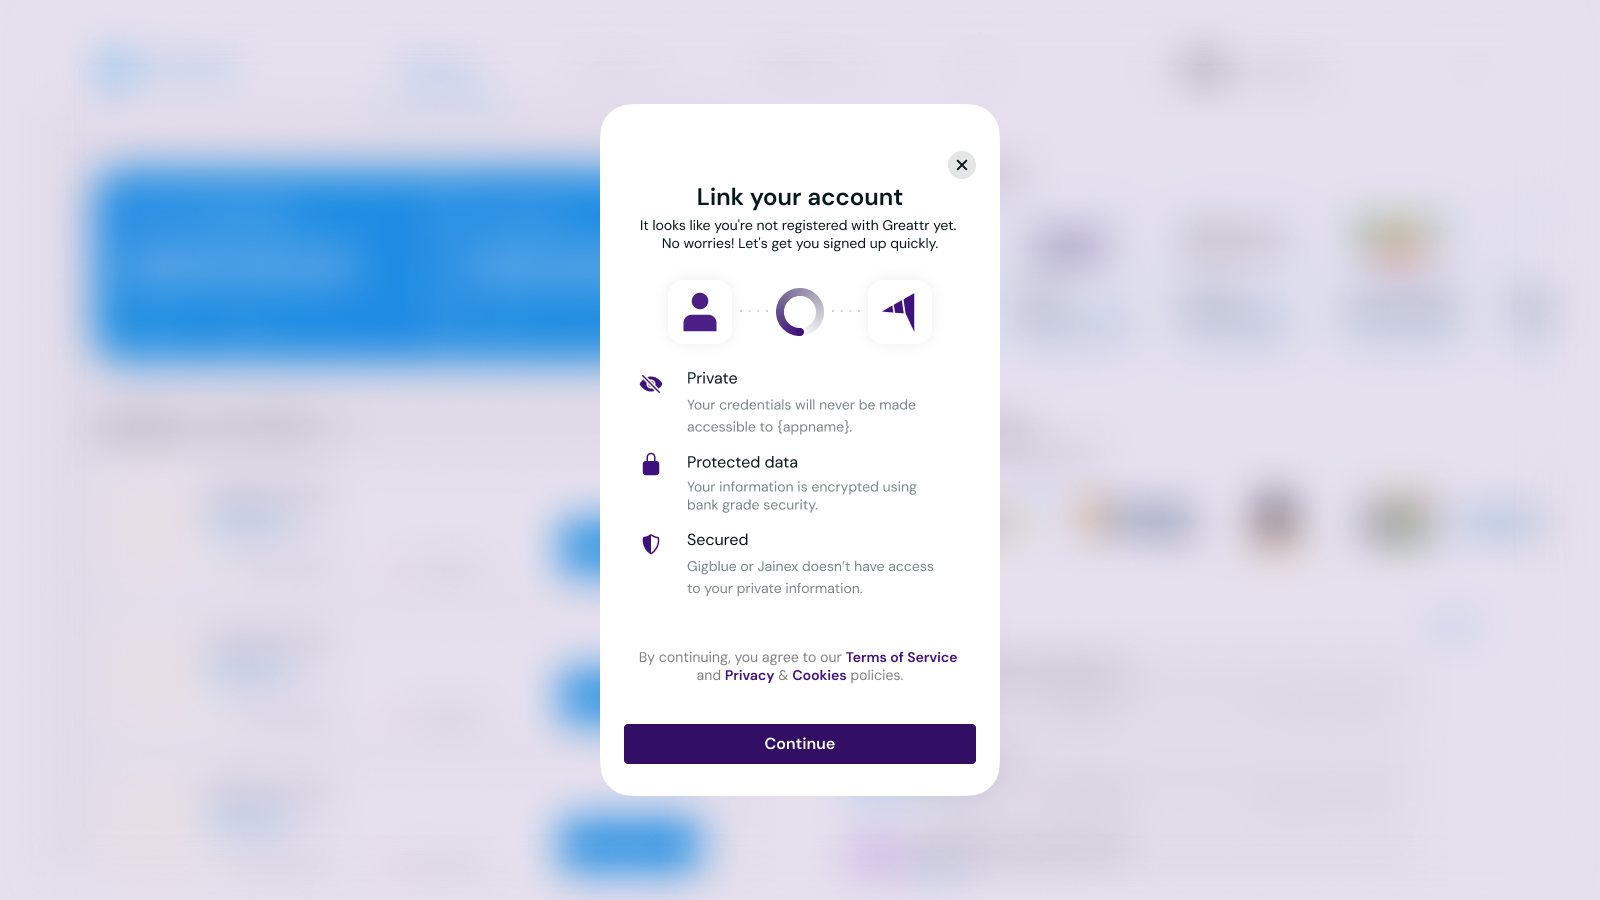 Link your account
It looks like you're not registered with Greattr yet.
No worries! Let's get you signed up quickly.
Private
Your credentials will never be made
accessible to {appname}.
Protected data
Your information is encrypted using
bank grade security.
Secured
Gigblue or Jainex doesn’t have access
to your private information.
By continuing, you agree to our Terms of Service
and Privacy & Cookies policies.
Continue